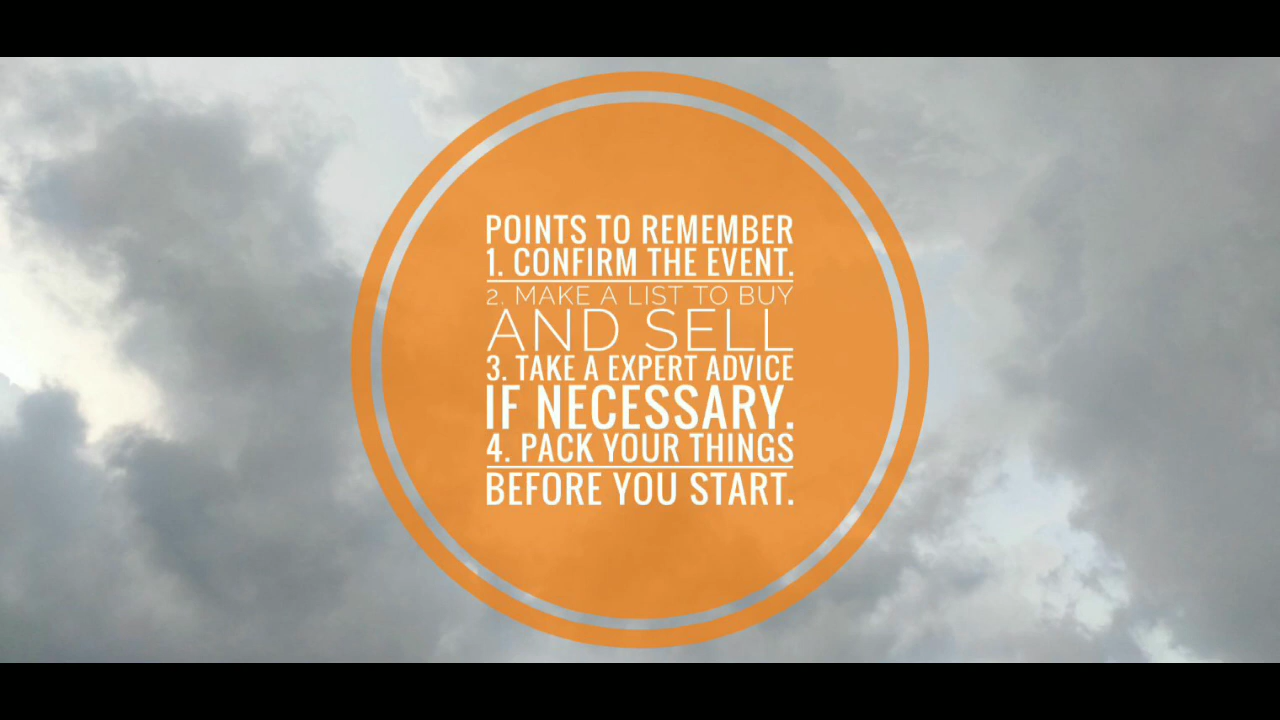 POINTS TO REMEMBER
1. CONFIRM THE EVENT.
2. MAKE A LIST TO BUY
AND SELL
3. TAKE A EXPERT ADVICE
IF NECESSARY.
4. PACK YOUR THINGS
BEFORE YOU START.